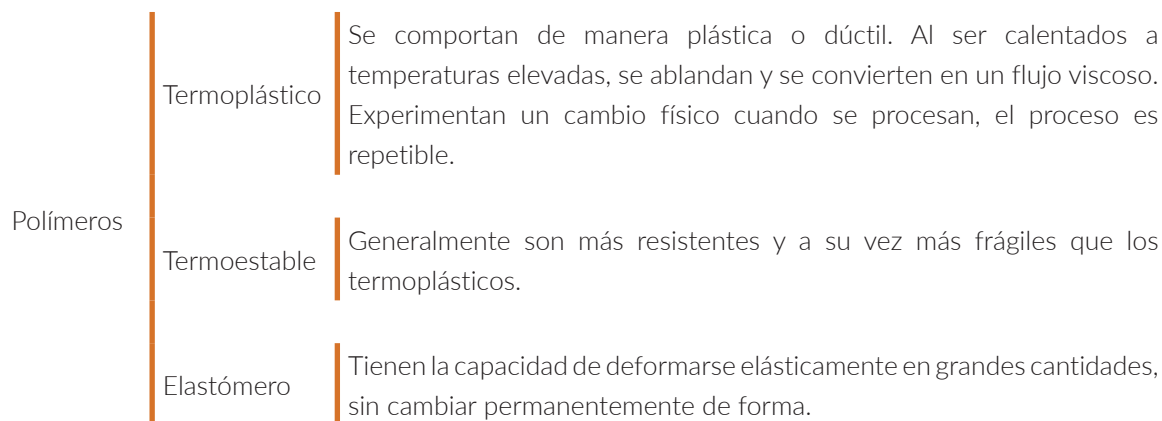 Polímeros
Termoplástico
Se comportan de manera plástica o dúctil. Al ser calentados a
temperaturas elevadas, se ablandan y se convierten en un flujo viscoso.
Experimentan un cambio físico cuando se procesan, el proceso es
repetible.
Termoestable
Generalmente son más resistentes y a su vez más frágiles que los
termoplásticos.
Elastómero
Tienen la capacidad de deformarse elásticamente en grandes cantidades,
sin cambiar permanentemente de forma.